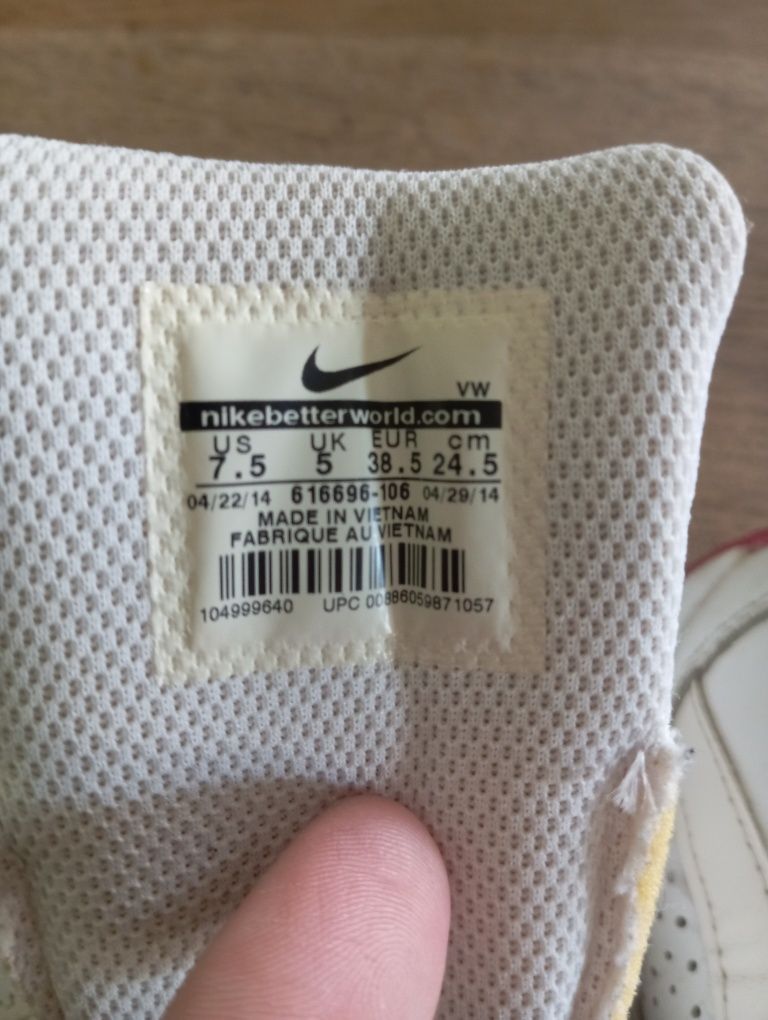 VW
nikebetterworld.com
US UK EUR cm
7.5 5 38.5 24.5
04/22/14 616696-106 04/29/14
MADE IN VIETNAM
FABRIQUE AU VIETNAM
104999640 UPC 00886059871057